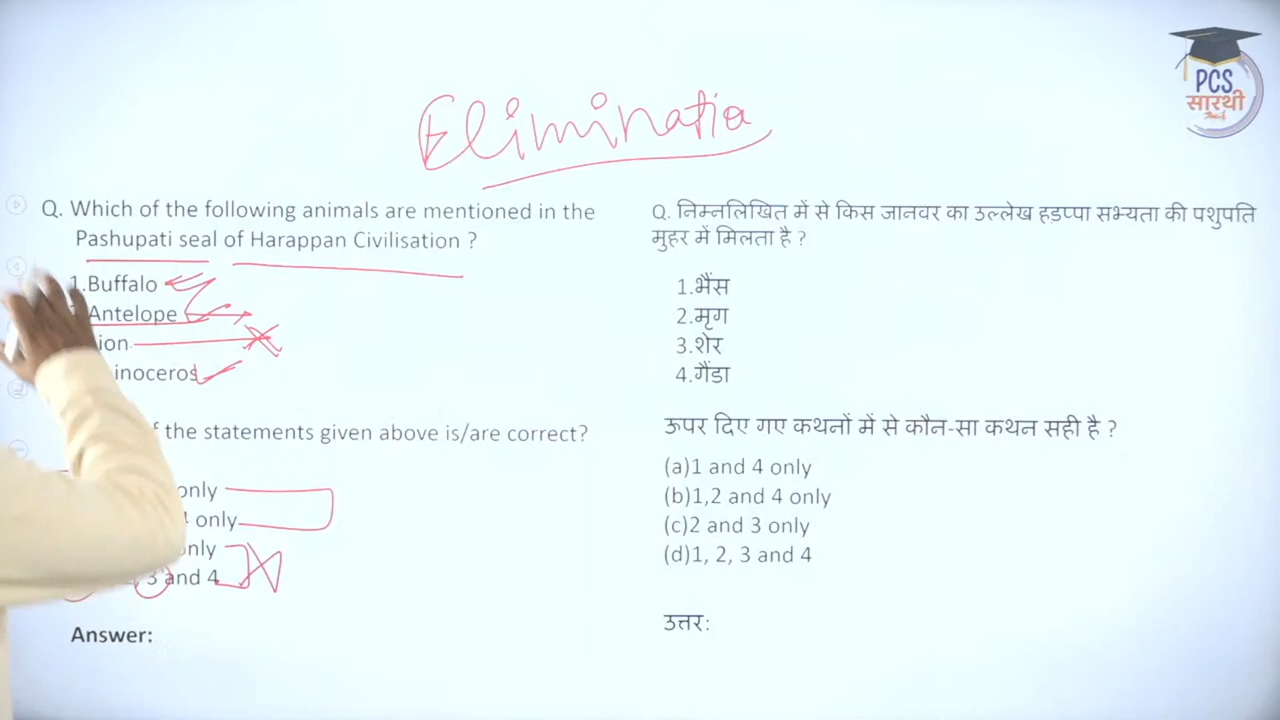 PCS
सारथी
Eliminatio
Q. Which of the following animals are mentioned in the
Pashupati seal of Harappan Civilisation ?
1.Buffalo
Antelope
ion
inoceros
the statements given above is/are correct?
only
only
only
3 and 4
Answer:
Q. निम्नलिखित में से किस जानवर का उल्लेख हड़प्पा सभ्यता की पशुपति
मुहर में मिलता है ?
1.भैंस
2.मृग
3.शेर
4.गैंडा
ऊपर दिए गए कथनों में से कौन-सा कथन सही है ?
(a)1 and 4 only
(b)1,2 and 4 only
(c)2 and 3 only
(d)1, 2, 3 and 4
उत्तर: